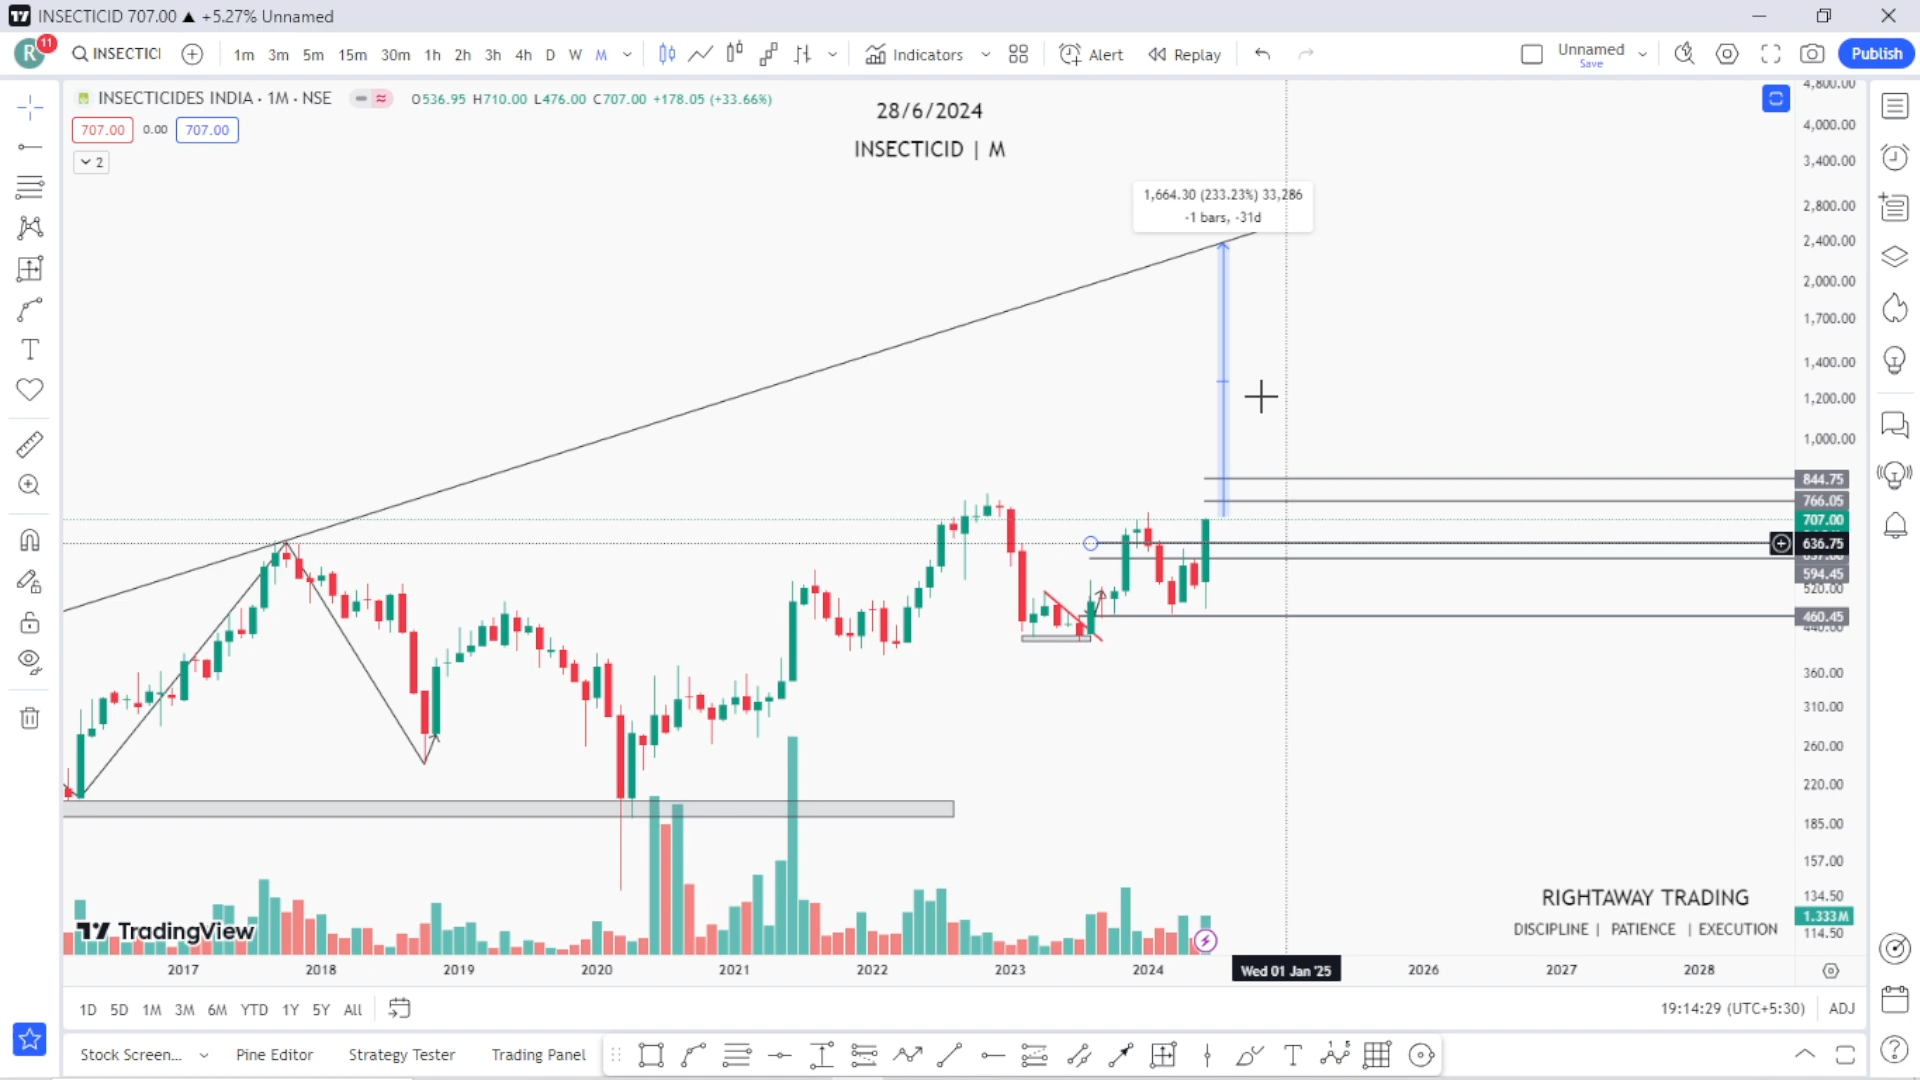 INSECTICID 707.00 ▲ +5.27% Unnamed
R 11 INSECTICI 1m 3m 5m 15m 30m 1h 2h 3h 4h D W M Indicators Alert Replay Unnamed Save Publish
INSECTICIDES INDIA · 1M · NSE O536.95 H710.00 L476.00 C707.00 +178.05 (+33.66%)
707.00 0.00 707.00
2
28/6/2024
INSECTICID | M
1,664.30 (233.23%) 33,286
-1 bars, -31d
4,800.00
4,000.00
3,400.00
2,800.00
2,400.00
2,000.00
1,700.00
1,400.00
1,200.00
1,000.00
844.75
766.05
707.00
636.75
594.45
520.00
460.45
440.00
360.00
310.00
260.00
220.00
185.00
157.00
134.50
1.333M
114.50
RIGHTAWAY TRADING
DISCIPLINE | PATIENCE | EXECUTION
TradingView
2017 2018 2019 2020 2021 2022 2023 2024 Wed 01 Jan '25 2026 2027 2028
1D 5D 1M 3M 6M YTD 1Y 5Y All 19:14:29 (UTC+5:30) ADJ
Stock Screen... Pine Editor Strategy Tester Trading Panel